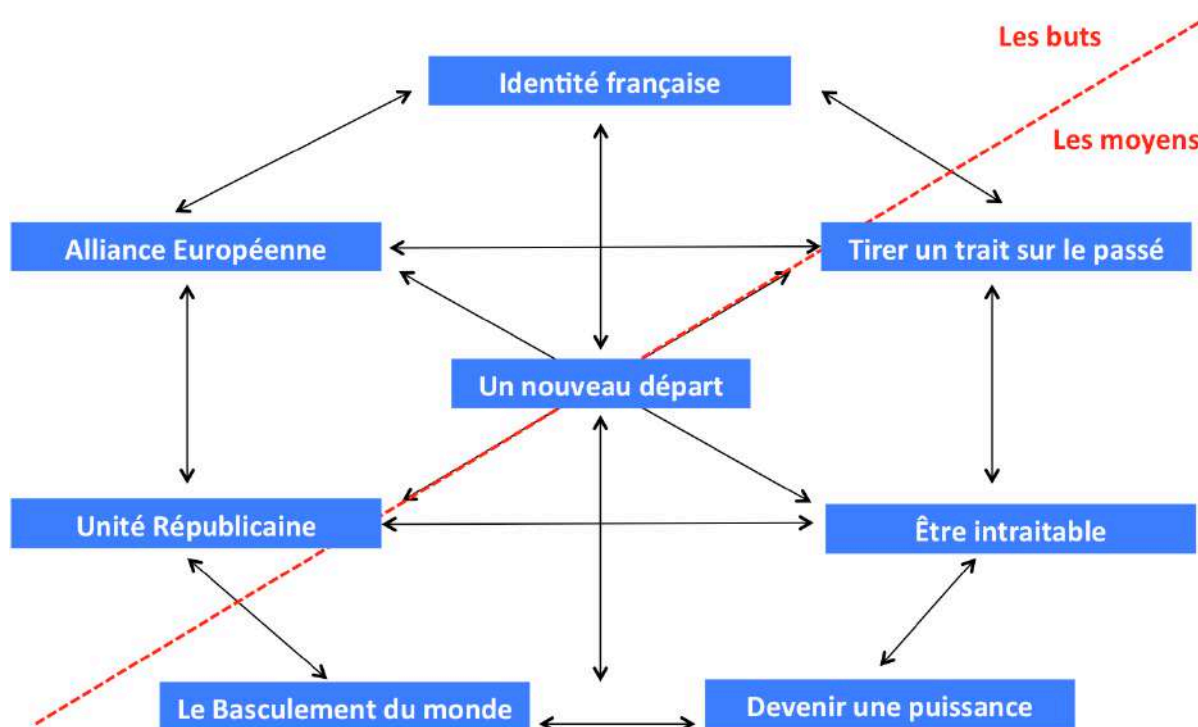 Les buts
Identité française
Les moyens
Alliance Européenne
Tirer un trait sur le passé
Un nouveau départ
Unité Républicaine
Être intraitable
Le Basculement du monde
Devenir une puissance